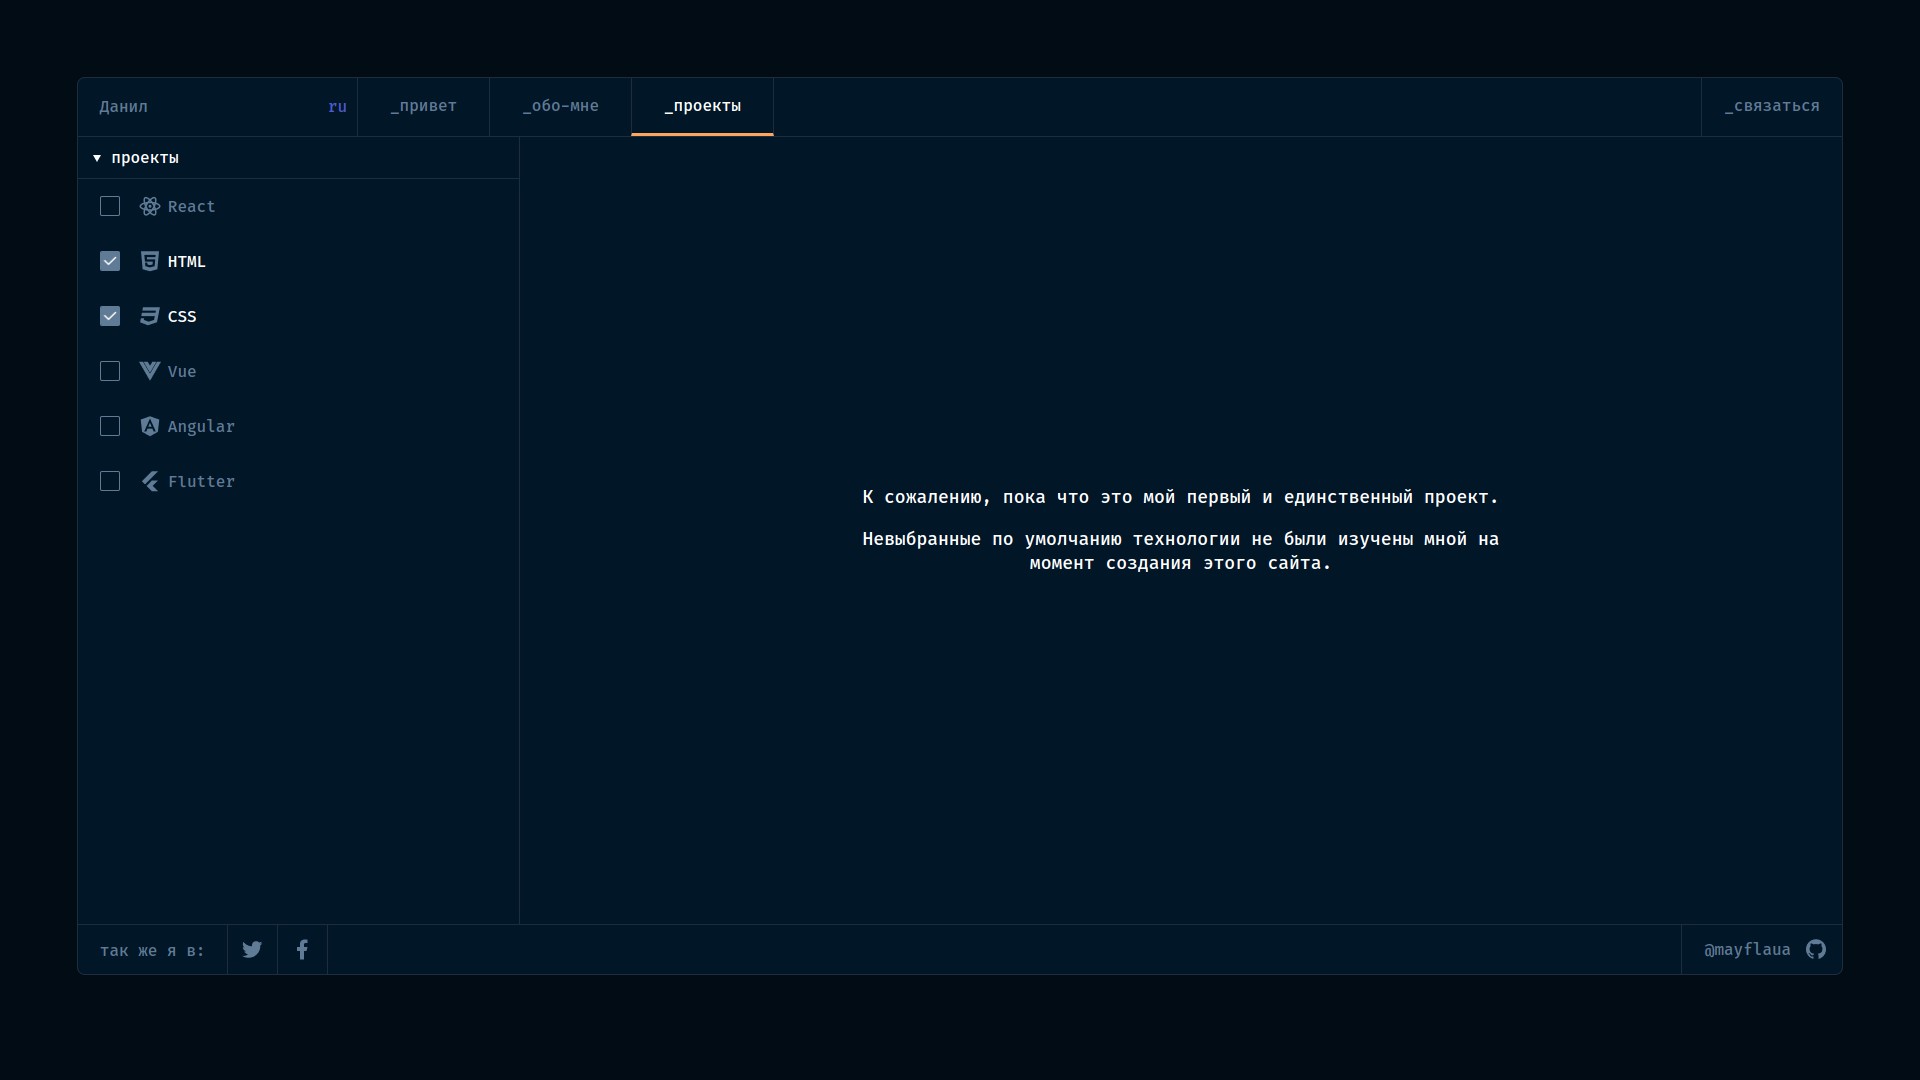 Данил
ru
_привет
_обо-мне
_проекты
_связаться
проекты
React
HTML
CSS
Vue
Angular
Flutter
К сожалению, пока что это мой первый и единственный проект.
Невыбранные по умолчанию технологии не были изучены мной на
момент создания этого сайта.
так же я в:
@mayflaua